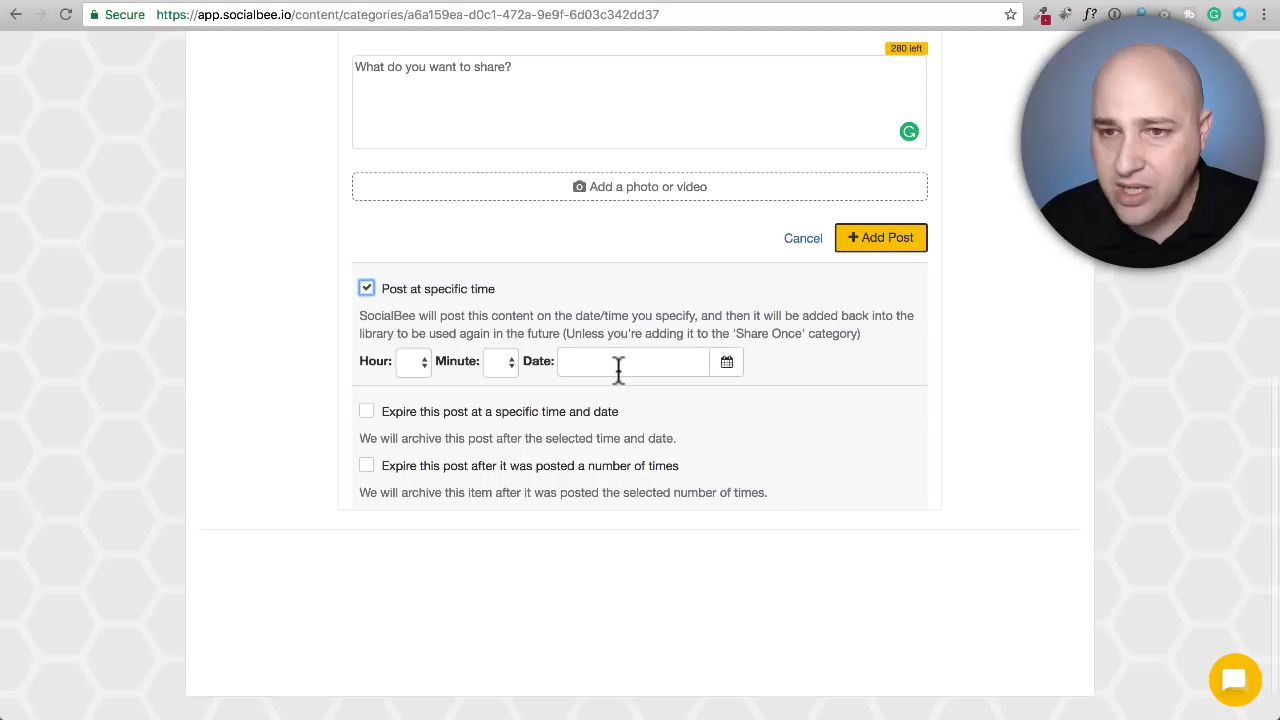 Secure https://app.socialbee.io/content/categories/a6a159ea-d0c1-472a-9e9f-6d03c342dd37
280 left
What do you want to share?
Add a photo or video
Cancel
+ Add Post
Post at specific time
SocialBee will post this content on the date/time you specify, and then it will be added back into the
library to be used again in the future (Unless you're adding it to the 'Share Once' category)
Hour: Minute: Date:
Expire this post at a specific time and date
We will archive this post after the selected time and date.
Expire this post after it was posted a number of times
We will archive this item after it was posted the selected number of times.